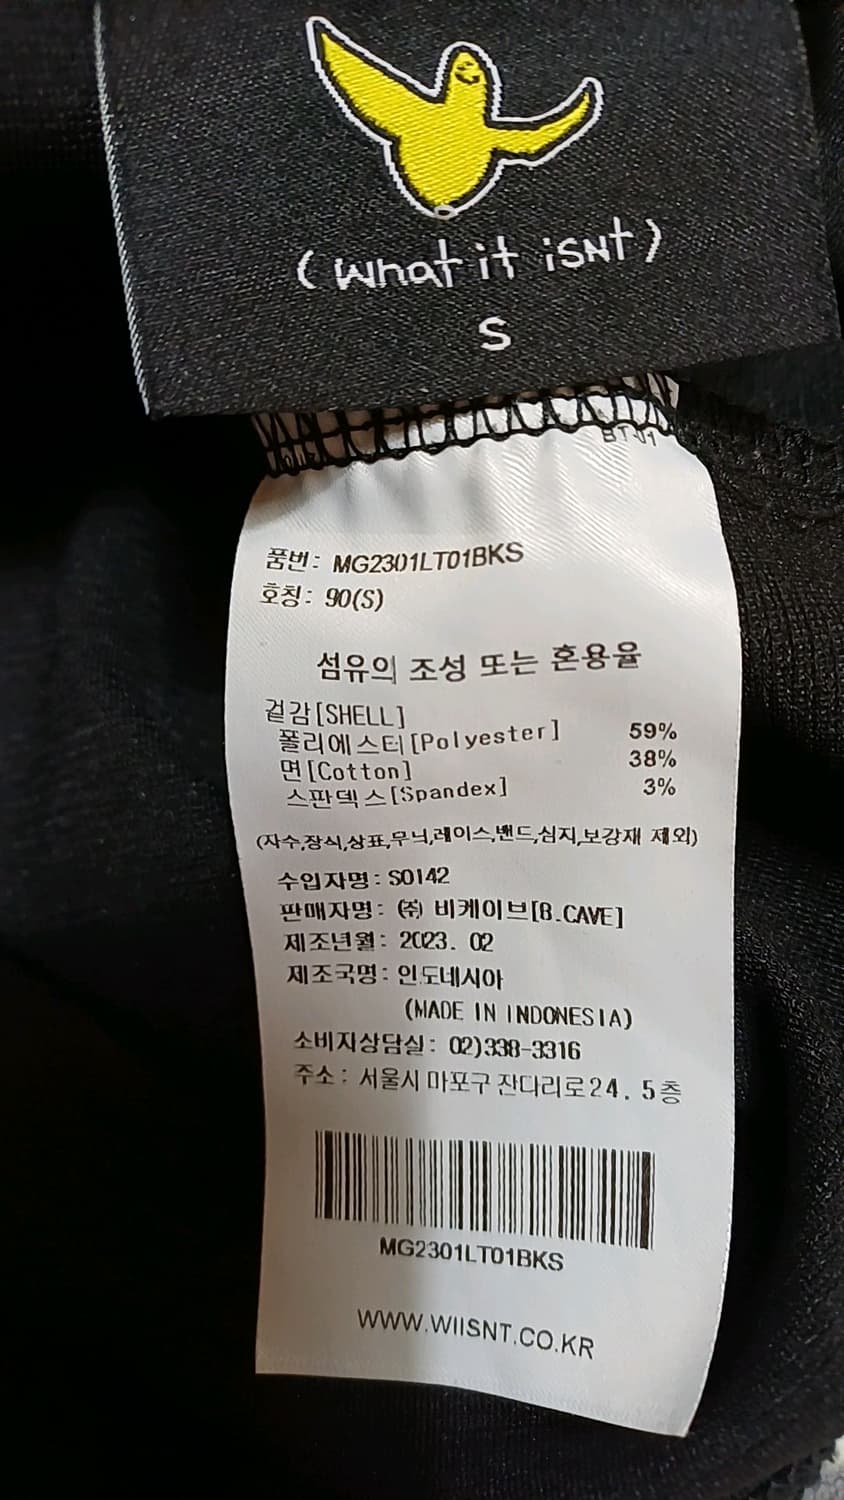 (What it iSNt)
S
BT-01
품번: MG2301LT01BKS
호칭: 90(S)
섬유의 조성 또는 혼용율
겉감[SHELL]
폴리에스터[Polyester] 59%
면[Cotton] 38%
스판덱스[Spandex] 3%
(자수,장식,상표,무늬,레이스,밴드,심지,보강재 제외)
수입자명: S0142
판매자명: ㈜ 비케이브[B.CAVE]
제조년월: 2023. 02
제조국명: 인도네시아
(MADE IN INDONESIA)
소비자상담실: 02)338-3316
주소: 서울시 마포구 잔다리로24. 5층
MG2301LT01BKS
WWW.WIISNT.CO.KR